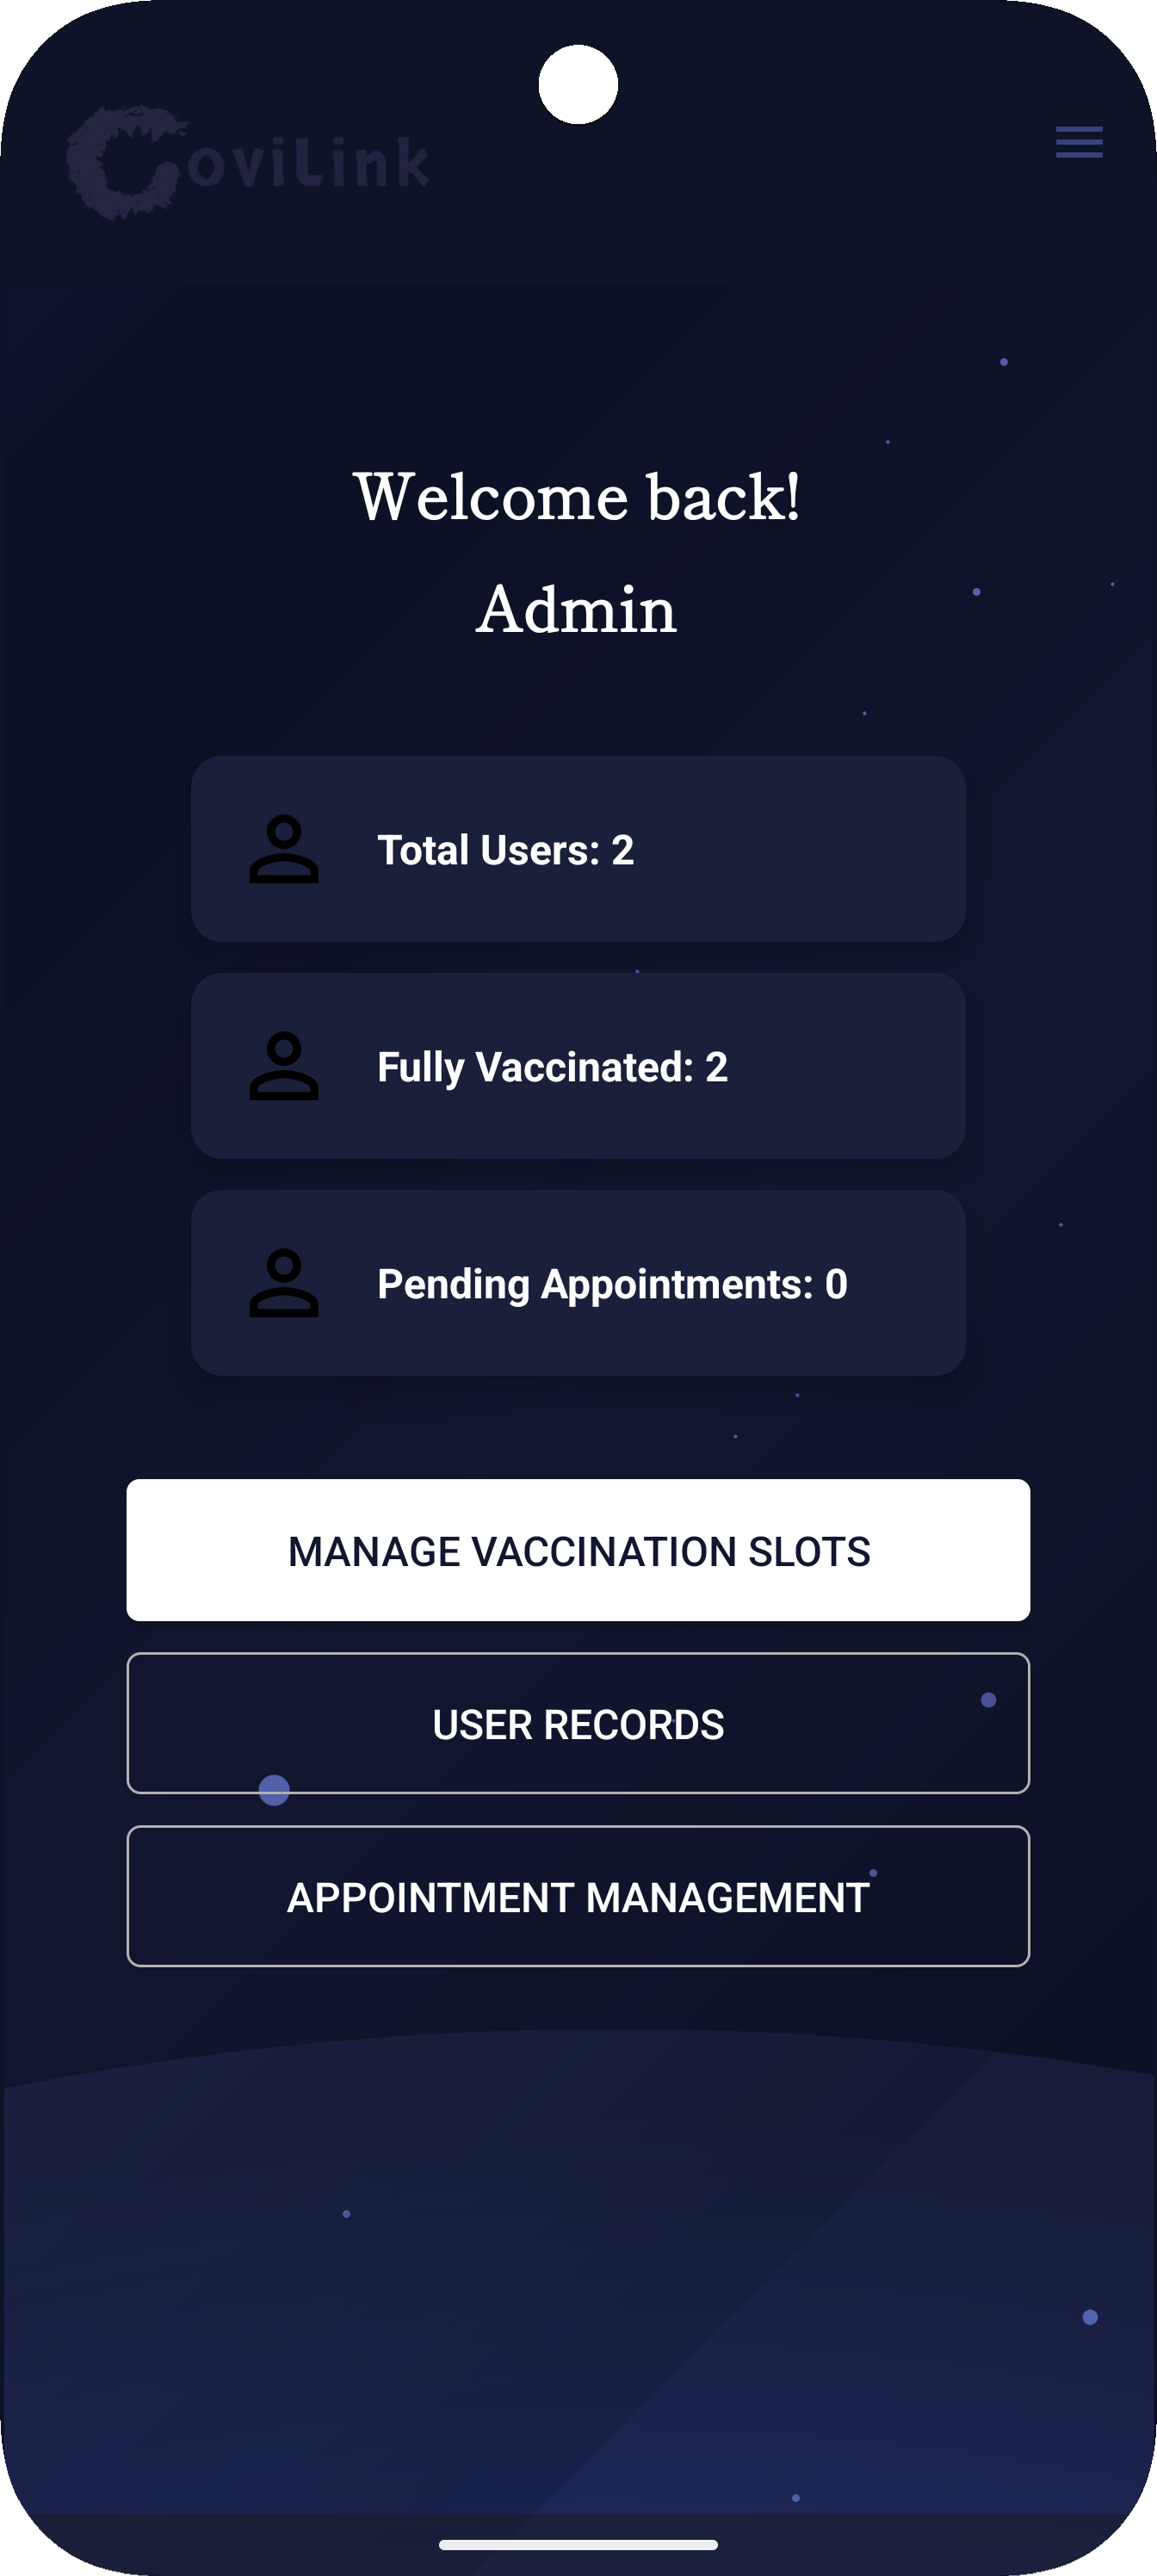 CoviLink
Welcome back!
Admin
Total Users: 2
Fully Vaccinated: 2
Pending Appointments: 0
MANAGE VACCINATION SLOTS
USER RECORDS
APPOINTMENT MANAGEMENT